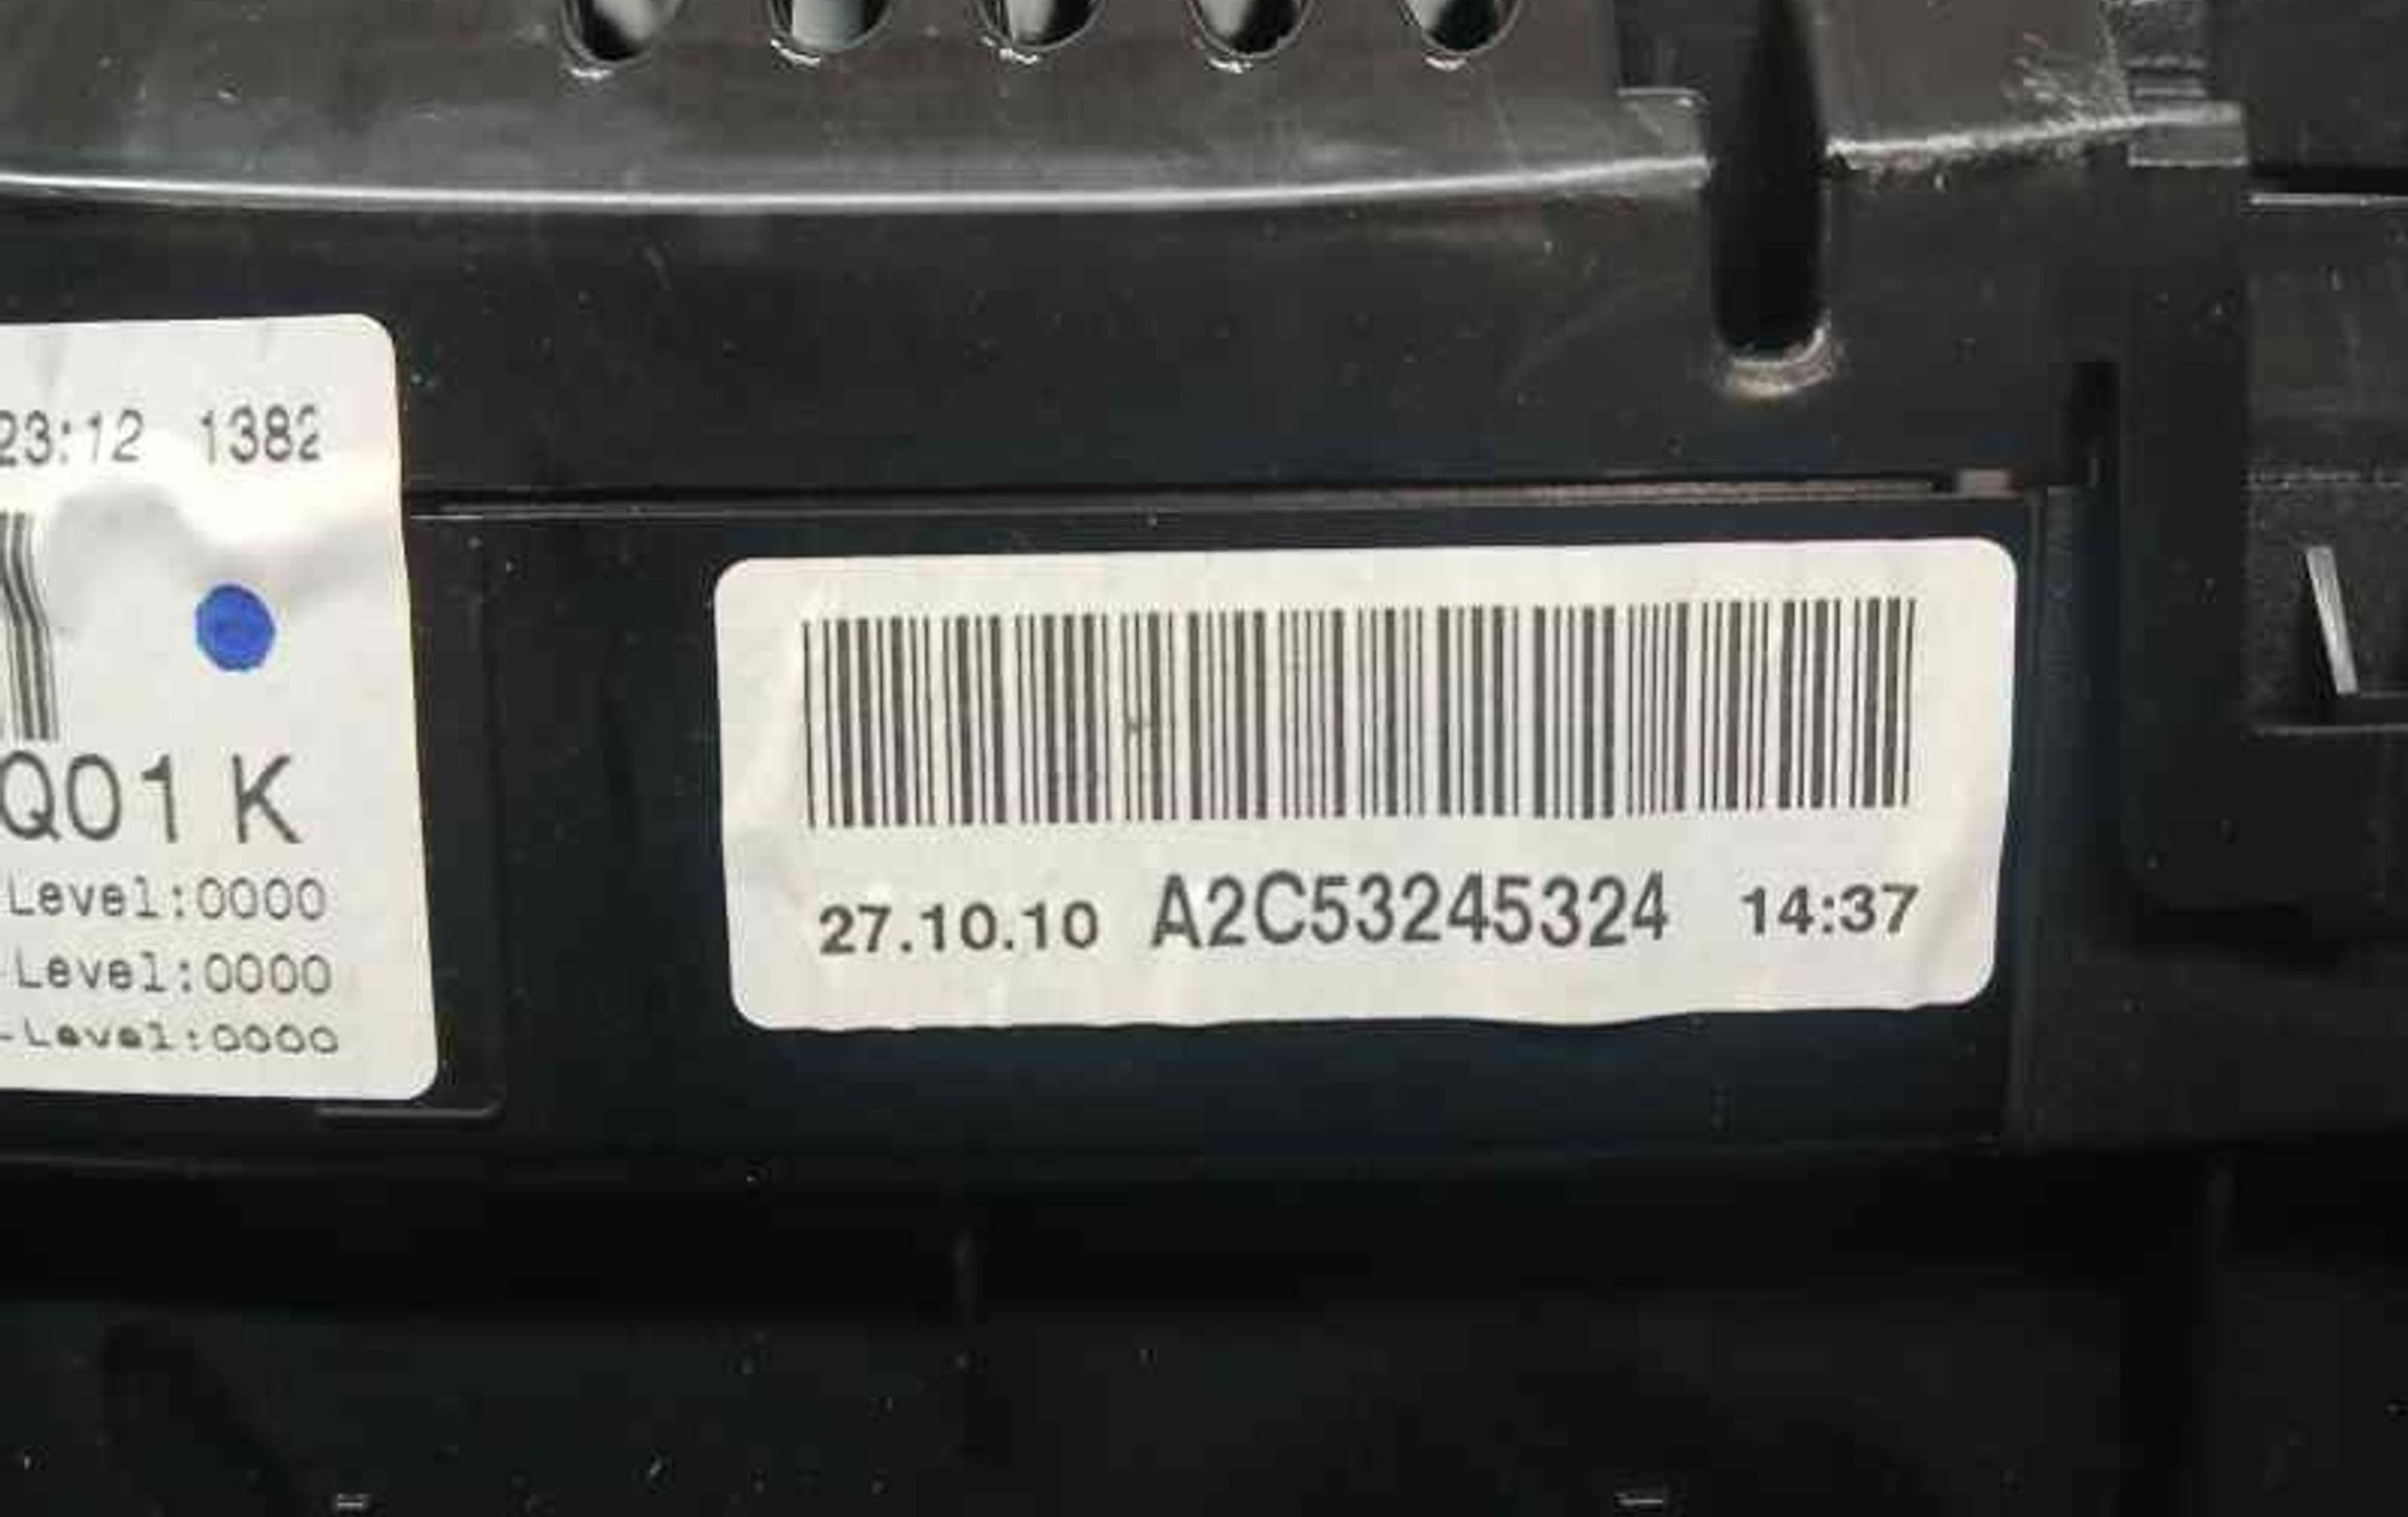 23:12 1382
Q01 K
Level:0000
-Level:0000
-Level:0000
27.10.10 A2C53245324 14:37